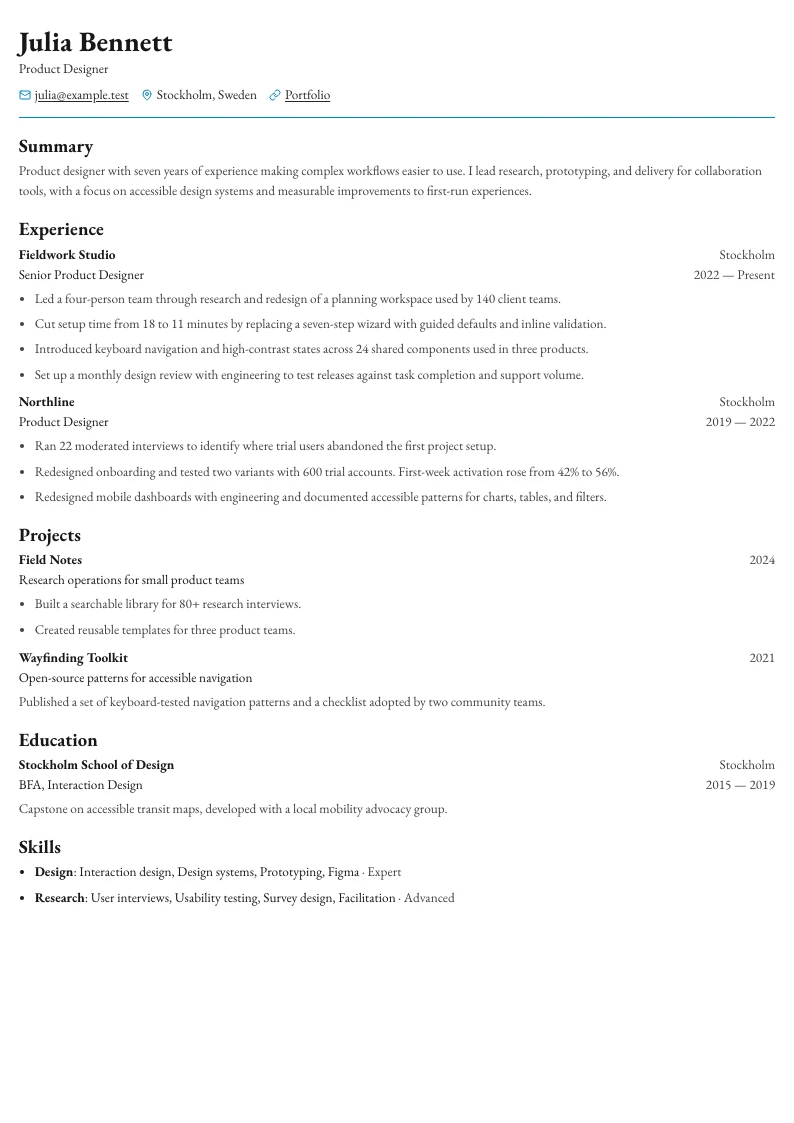 Julia Bennett
Product Designer
julia@example.test Stockholm, Sweden Portfolio
Summary
Product designer with seven years of experience making complex workflows easier to use. I lead research, prototyping, and delivery for collaboration
tools, with a focus on accessible design systems and measurable improvements to first-run experiences.
Experience
Fieldwork Studio Stockholm
Senior Product Designer 2022 — Present
• Led a four-person team through research and redesign of a planning workspace used by 140 client teams.
• Cut setup time from 18 to 11 minutes by replacing a seven-step wizard with guided defaults and inline validation.
• Introduced keyboard navigation and high-contrast states across 24 shared components used in three products.
• Set up a monthly design review with engineering to test releases against task completion and support volume.
Northline Stockholm
Product Designer 2019 — 2022
• Ran 22 moderated interviews to identify where trial users abandoned the first project setup.
• Redesigned onboarding and tested two variants with 600 trial accounts. First-week activation rose from 42% to 56%.
• Redesigned mobile dashboards with engineering and documented accessible patterns for charts, tables, and filters.
Projects
Field Notes 2024
Research operations for small product teams
• Built a searchable library for 80+ research interviews.
• Created reusable templates for three product teams.
Wayfinding Toolkit 2021
Open-source patterns for accessible navigation
Published a set of keyboard-tested navigation patterns and a checklist adopted by two community teams.
Education
Stockholm School of Design Stockholm
BFA, Interaction Design 2015 — 2019
Capstone on accessible transit maps, developed with a local mobility advocacy group.
Skills
• Design: Interaction design, Design systems, Prototyping, Figma · Expert
• Research: User interviews, Usability testing, Survey design, Facilitation · Advanced